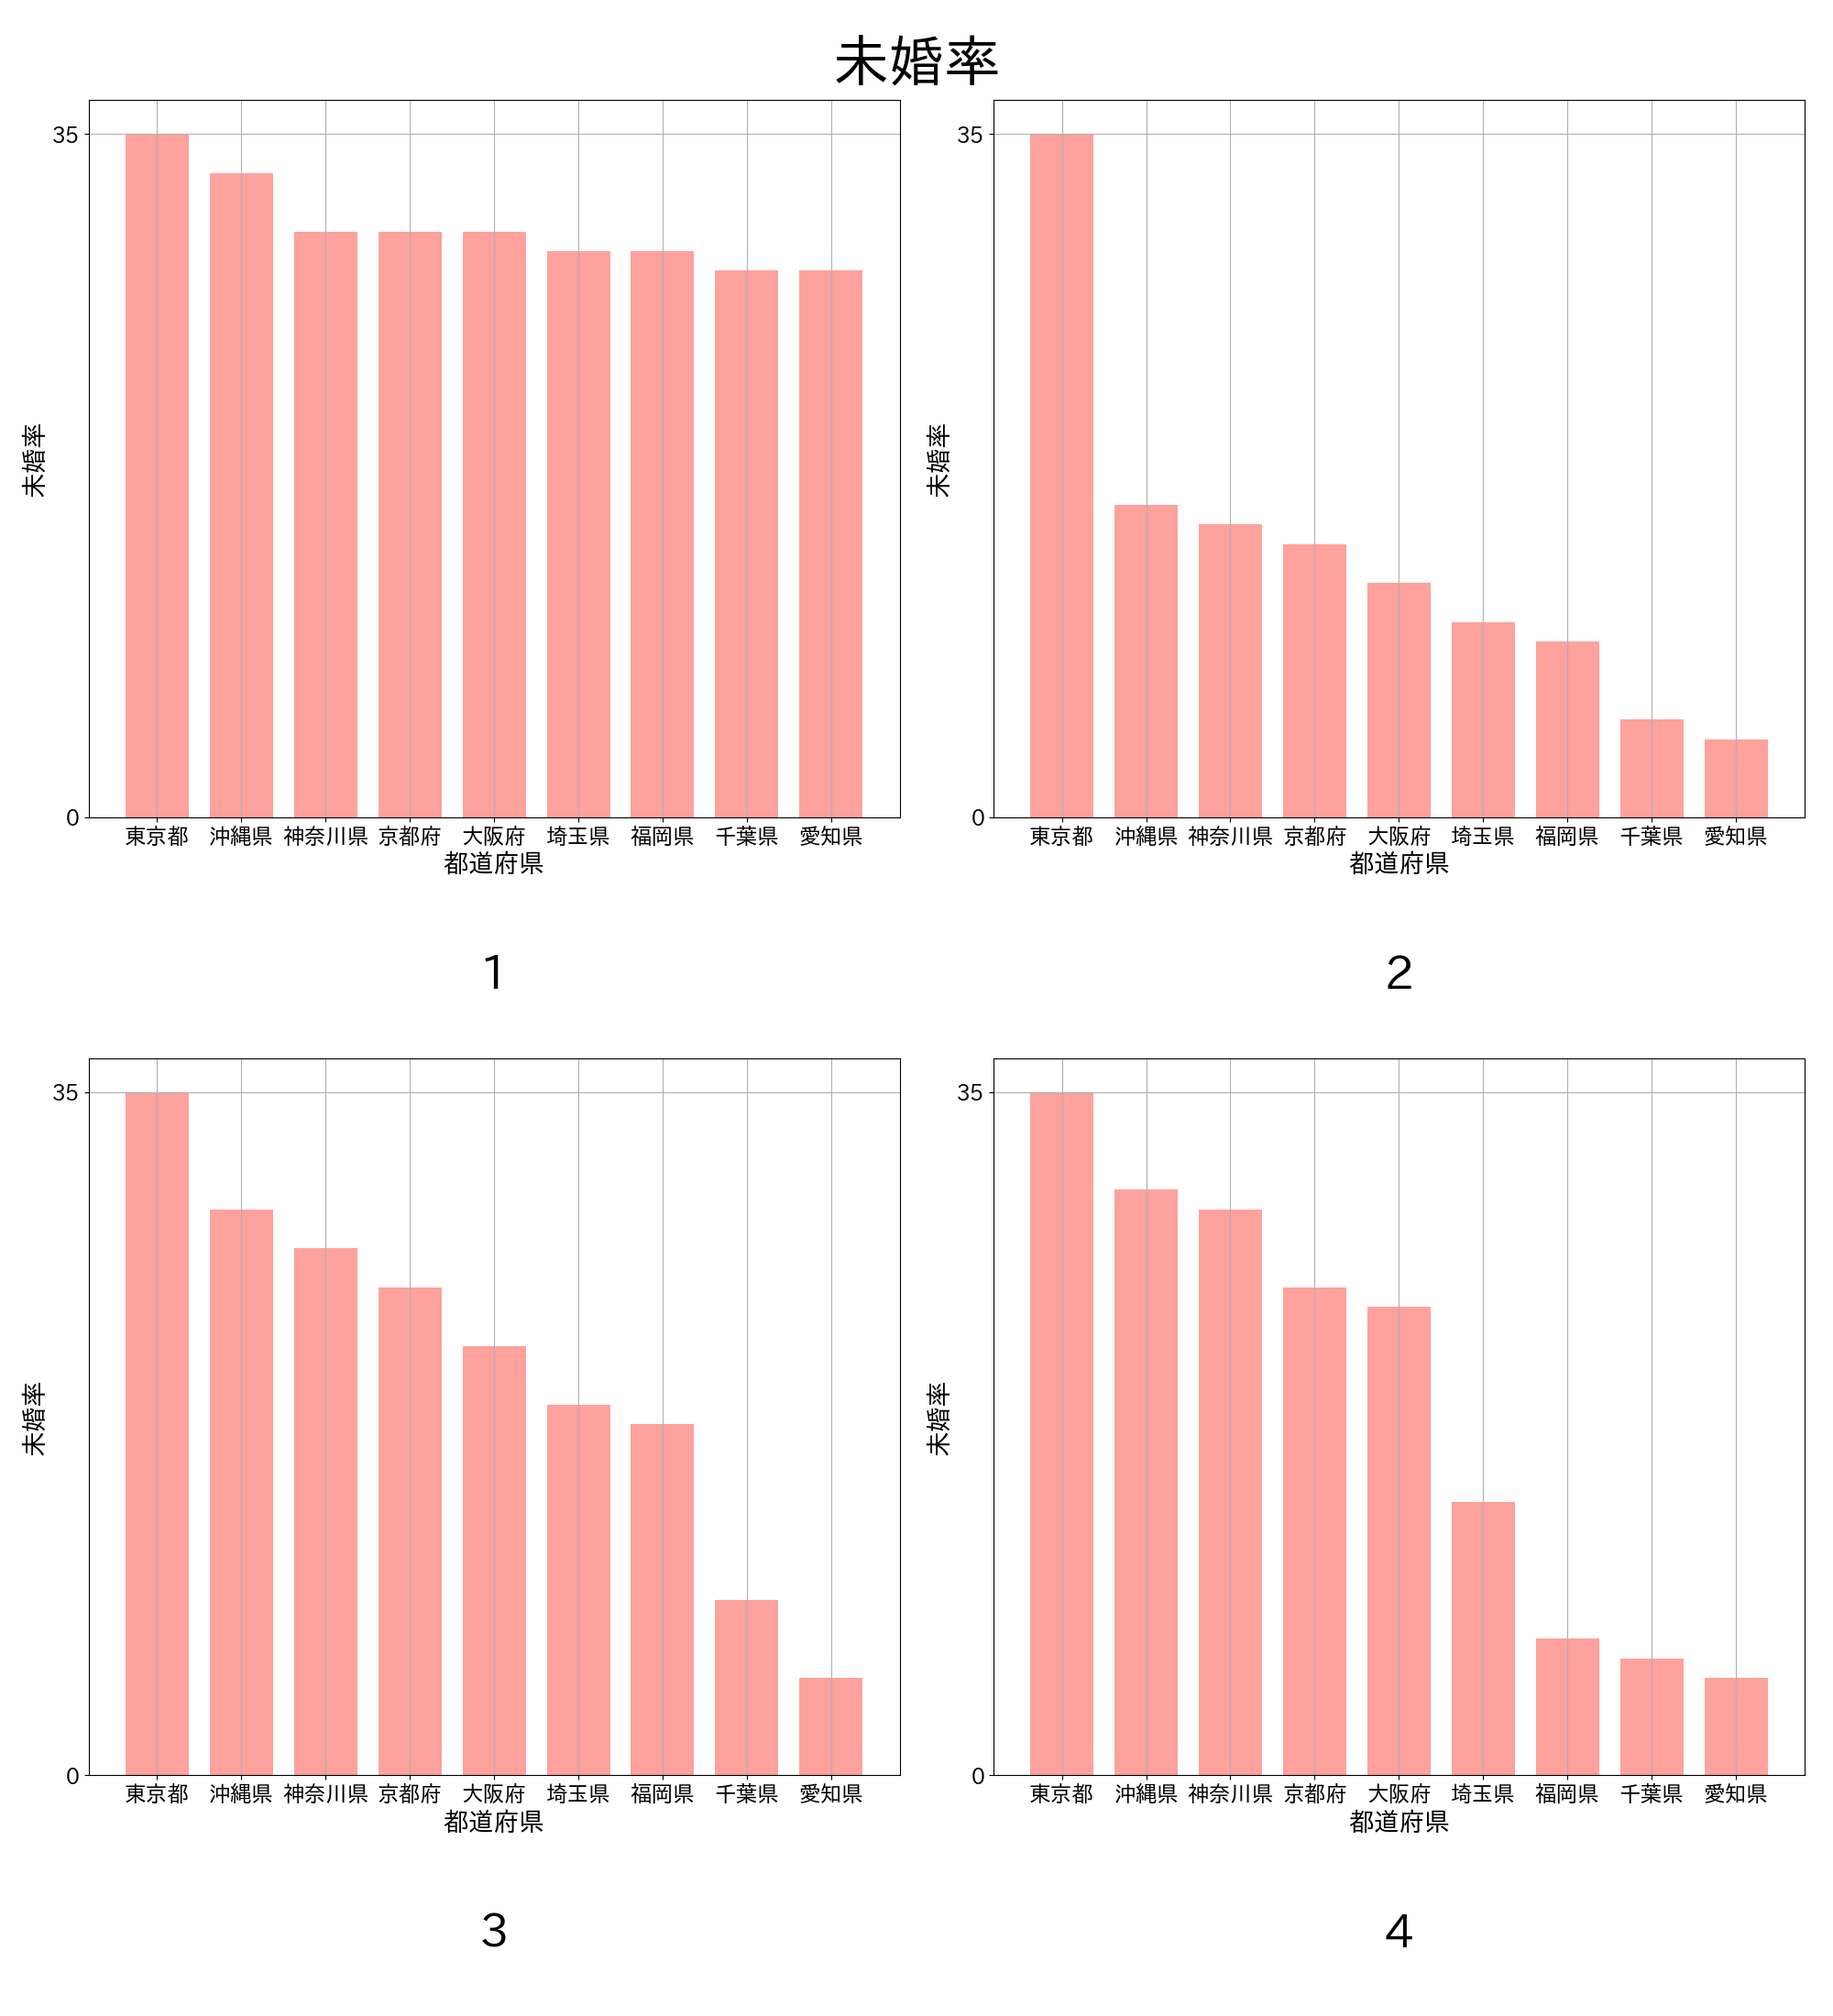 未婚率
35
0
未婚率
東京都 沖縄県 神奈川県 京都府 大阪府 埼玉県 福岡県 千葉県 愛知県
都道府県
1
35
0
未婚率
東京都 沖縄県 神奈川県 京都府 大阪府 埼玉県 福岡県 千葉県 愛知県
都道府県
2
35
0
未婚率
東京都 沖縄県 神奈川県 京都府 大阪府 埼玉県 福岡県 千葉県 愛知県
都道府県
3
35
0
未婚率
東京都 沖縄県 神奈川県 京都府 大阪府 埼玉県 福岡県 千葉県 愛知県
都道府県
4